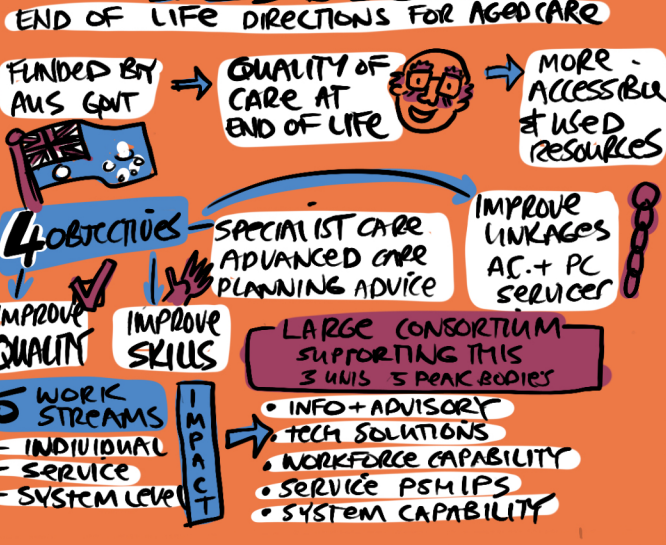 END OF LIFE DIRECTIONS FOR AGED CARE
FUNDED BY
AUS GOVT
QUALITY OF
CARE AT
END OF LIFE
MORE
ACCESSIBLE
& USED
RESOURCES
4 OBJECTIVES
SPECIALIST CARE
ADVANCED CARE
PLANNING ADVICE
IMPROVE
LINKAGES
AC. + PC
SERVICES
IMPROVE
QUALITY
IMPROVE
SKILLS
LARGE CONSORTIUM
SUPPORTING THIS
3 UNIS 5 PEAK BODIES
5 WORK
STREAMS
- INDIVIDUAL
- SERVICE
- SYSTEM LEVEL
IMPACT
• INFO + ADVISORY
• TECH SOLUTIONS
• WORKFORCE CAPABILITY
• SERVICE PSHIPS
• SYSTEM CAPABILITY